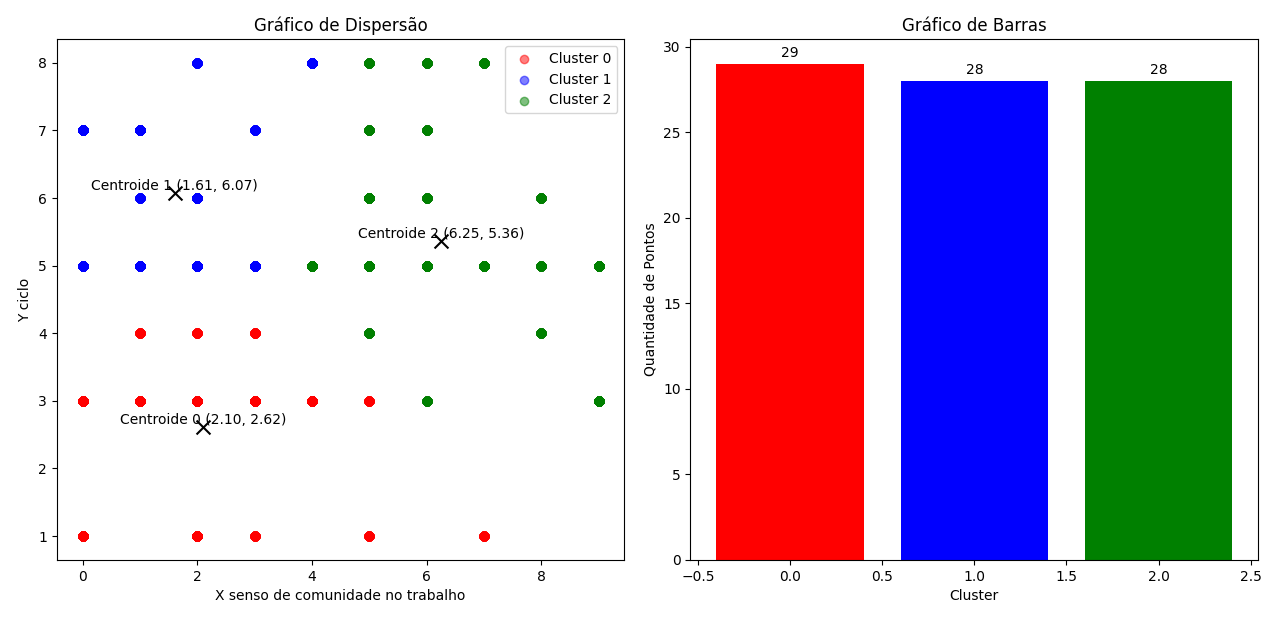 Gráfico de Dispersão
Cluster 0
Cluster 1
Cluster 2
8
7
6
5
4
3
2
1
Y ciclo
Centroide 1 (1.61, 6.07)
Centroide 2 (6.25, 5.36)
Centroide 0 (2.10, 2.62)
0
2
4
6
8
X senso de comunidade no trabalho
Gráfico de Barras
30
25
20
15
10
5
0
Quantidade de Pontos
29
28
28
−0.5
0.0
0.5
1.0
1.5
2.0
2.5
Cluster